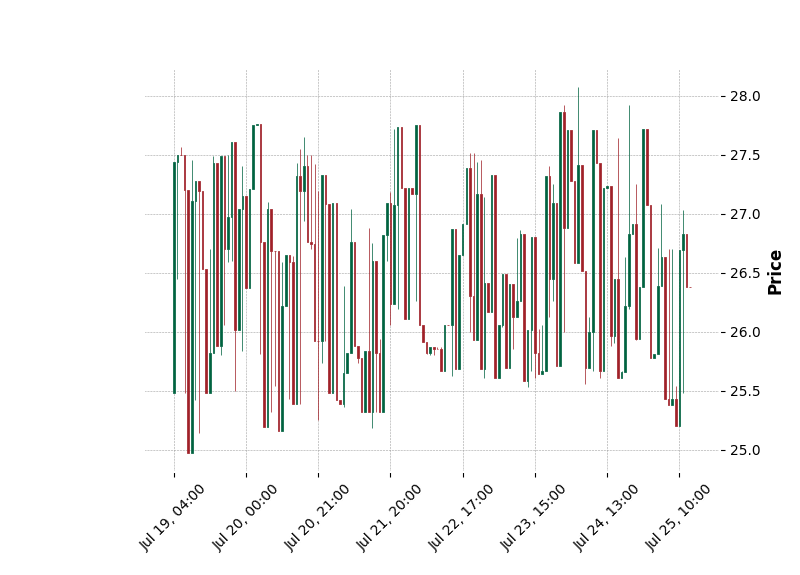 28.0
27.5
27.0
26.5
26.0
25.5
25.0
Price
Jul 19, 04:00
Jul 20, 00:00
Jul 20, 21:00
Jul 21, 20:00
Jul 22, 17:00
Jul 23, 15:00
Jul 24, 13:00
Jul 25, 10:00